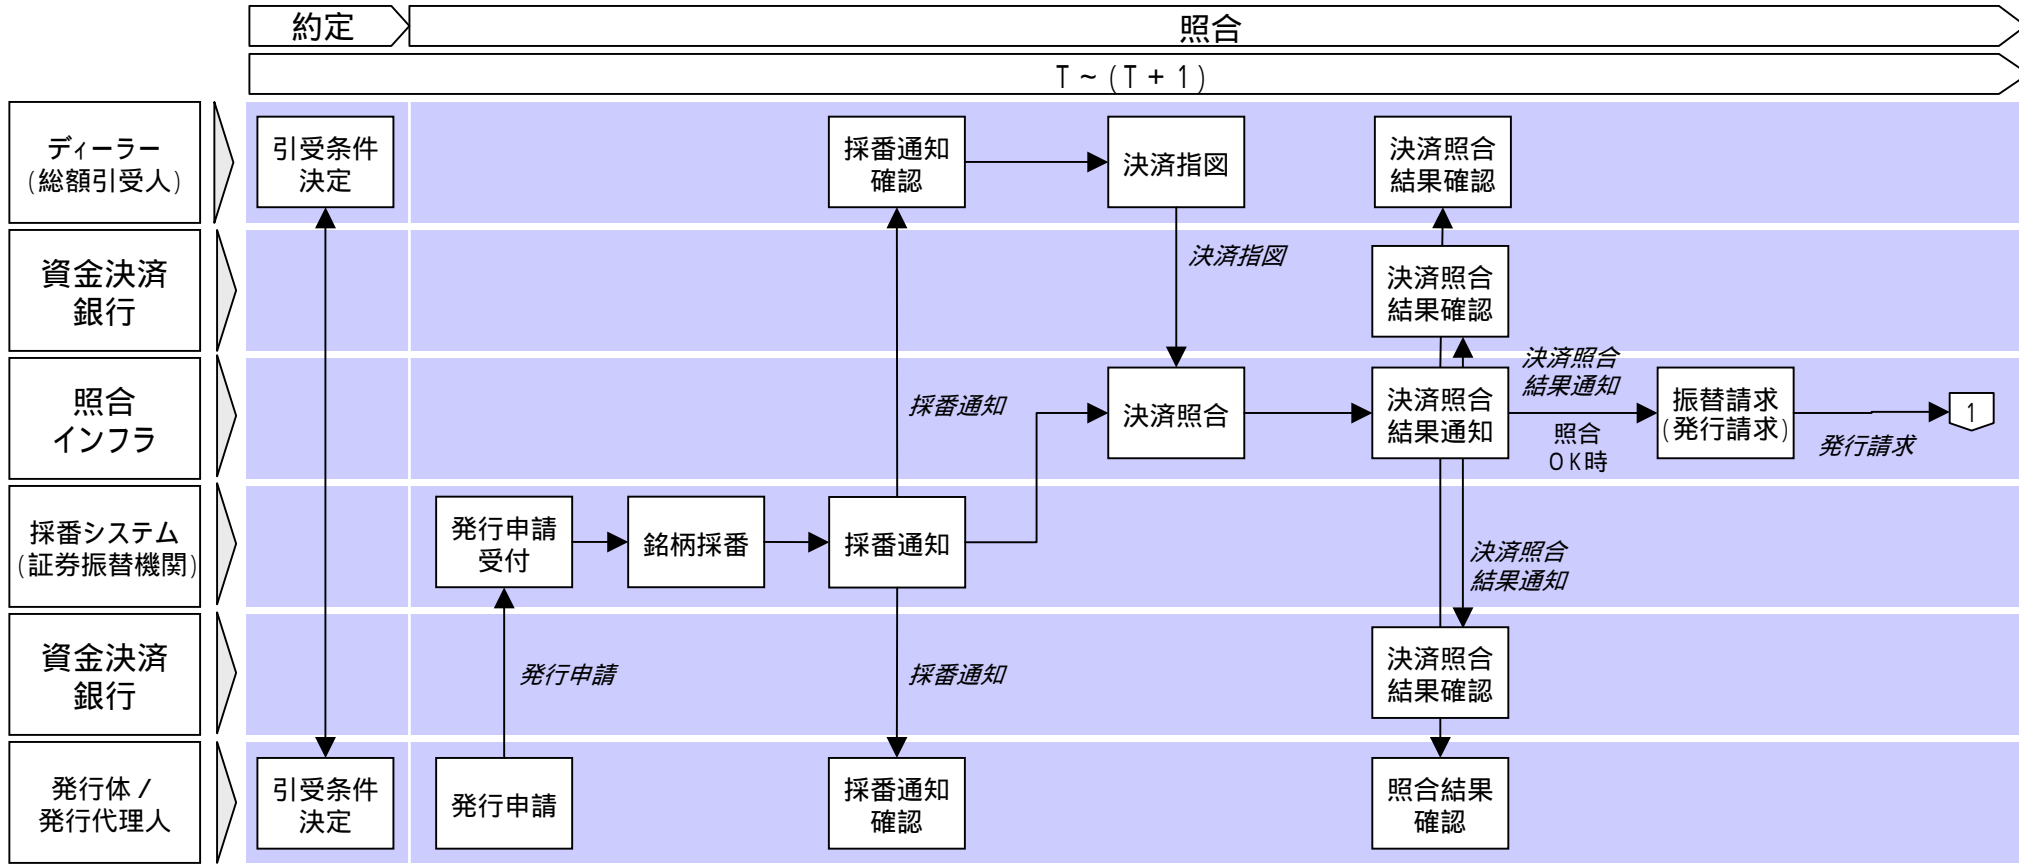 約定
照合
T ~ (T + 1)
ディーラー
(総額引受人)
引受条件
決定
採番通知
確認
決済指図
決済照合
結果確認
資金決済
銀行
決済指図
決済照合
結果確認
照合
インフラ
採番通知
決済照合
決済照合
結果通知
決済照合
結果通知
照合
OK時
振替請求
(発行請求)
発行請求
1
採番システム
(証券振替機関)
発行申請
受付
銘柄採番
採番通知
決済照合
結果通知
資金決済
銀行
発行申請
採番通知
決済照合
結果確認
発行体 /
発行代理人
引受条件
決定
発行申請
採番通知
確認
照合結果
確認